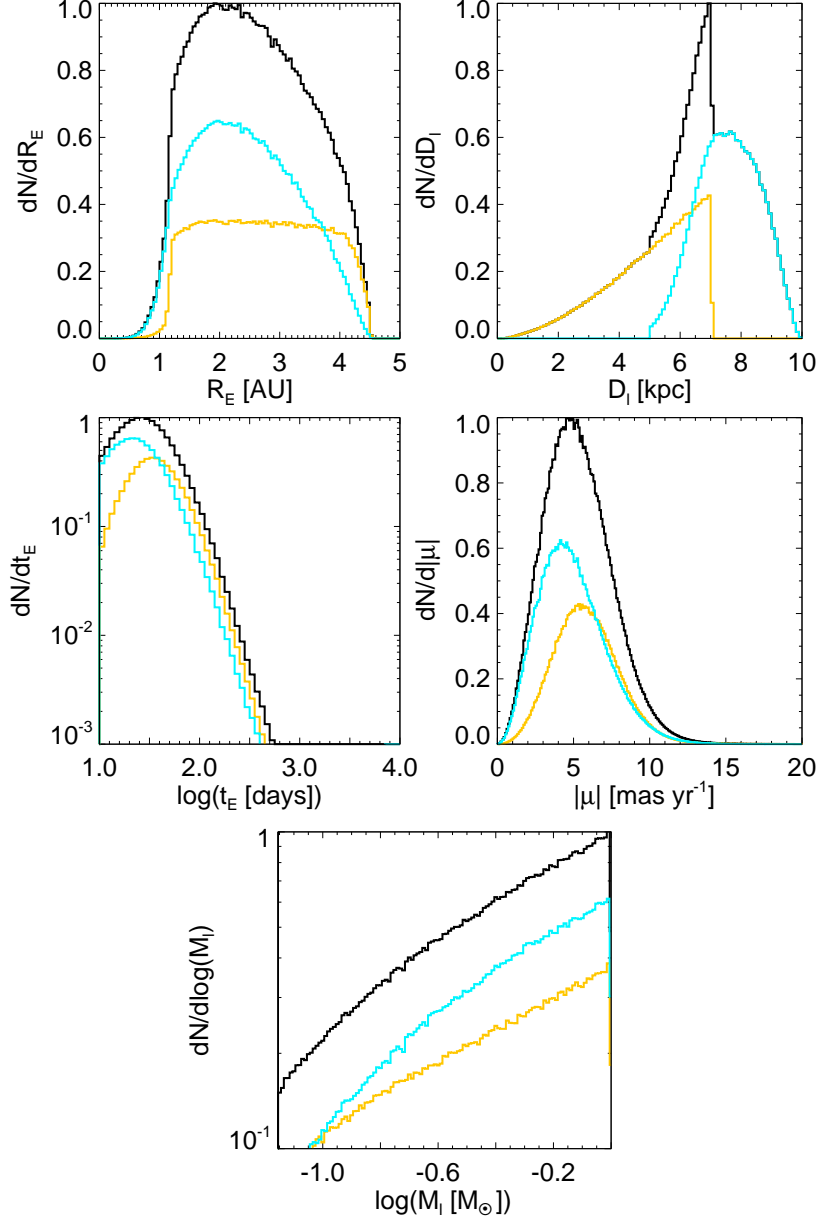 1.0
0.8
0.6
0.4
0.2
0.0
dN/dR_E
0 1 2 3 4 5
R_E [AU]
1.0
0.8
0.6
0.4
0.2
0.0
dN/dD_l
0 2 4 6 8 10
D_l [kpc]
1
10^-1
10^-2
10^-3
dN/dt_E
1.0 2.0 3.0 4.0
log(t_E [days])
1.0
0.8
0.6
0.4
0.2
0.0
dN/d|μ|
0 5 10 15 20
|μ| [mas yr^-1]
1
10^-1
dN/dlog(M_l)
-1.0 -0.6 -0.2
log(M_l [M_⊙])